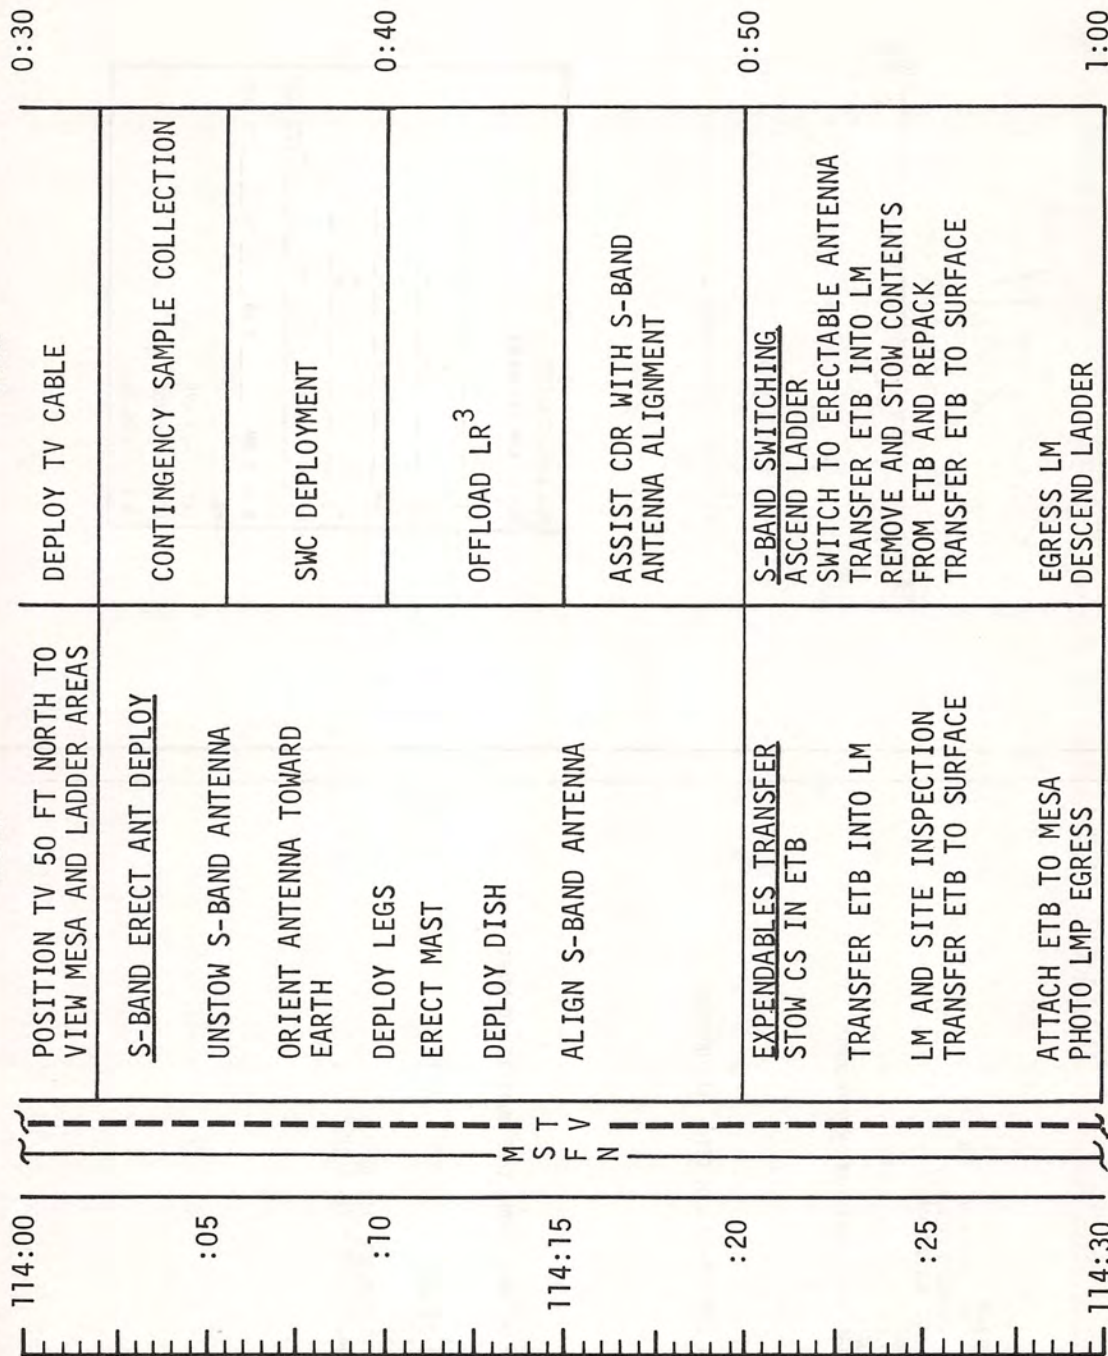 114:00
:05
:10
114:15
:20
:25
114:30
M
S
F
N
T
V
POSITION TV 50 FT NORTH TO
VIEW MESA AND LADDER AREAS
S-BAND ERECT ANT DEPLOY
UNSTOW S-BAND ANTENNA
ORIENT ANTENNA TOWARD
EARTH
DEPLOY LEGS
ERECT MAST
DEPLOY DISH
ALIGN S-BAND ANTENNA
EXPENDABLES TRANSFER
STOW CS IN ETB
TRANSFER ETB INTO LM
LM AND SITE INSPECTION
TRANSFER ETB TO SURFACE
ATTACH ETB TO MESA
PHOTO LMP EGRESS
DEPLOY TV CABLE
CONTINGENCY SAMPLE COLLECTION
SWC DEPLOYMENT
OFFLOAD LR³
ASSIST CDR WITH S-BAND
ANTENNA ALIGNMENT
S-BAND SWITCHING
ASCEND LADDER
SWITCH TO ERECTABLE ANTENNA
TRANSFER ETB INTO LM
REMOVE AND STOW CONTENTS
FROM ETB AND REPACK
TRANSFER ETB TO SURFACE
EGRESS LM
DESCEND LADDER
0:30
0:40
0:50
1:00